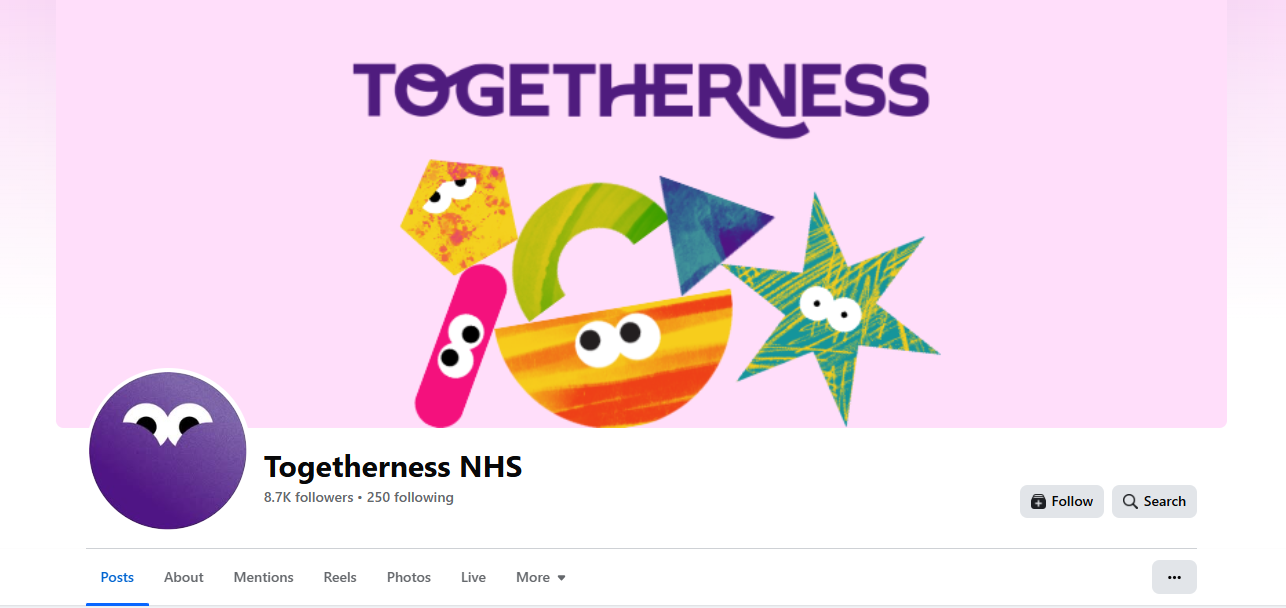 TOGETHERNESS
Togetherness NHS
8.7K followers • 250 following
Follow
Search
Posts
About
Mentions
Reels
Photos
Live
More